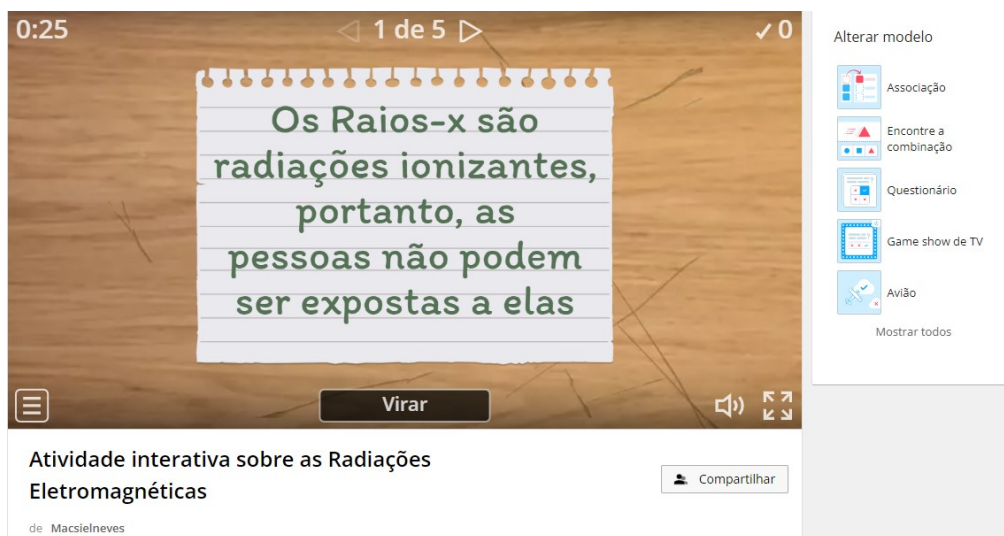 0:25
1 de 5
0
Os Raios-x são
radiações ionizantes,
portanto, as
pessoas não podem
ser expostas a elas
Virar
Atividade interativa sobre as Radiações
Eletromagnéticas
Compartilhar
de Macsielneves
Alterar modelo
Associação
Encontre a
combinação
Questionário
Game show de TV
Avião
Mostrar todos